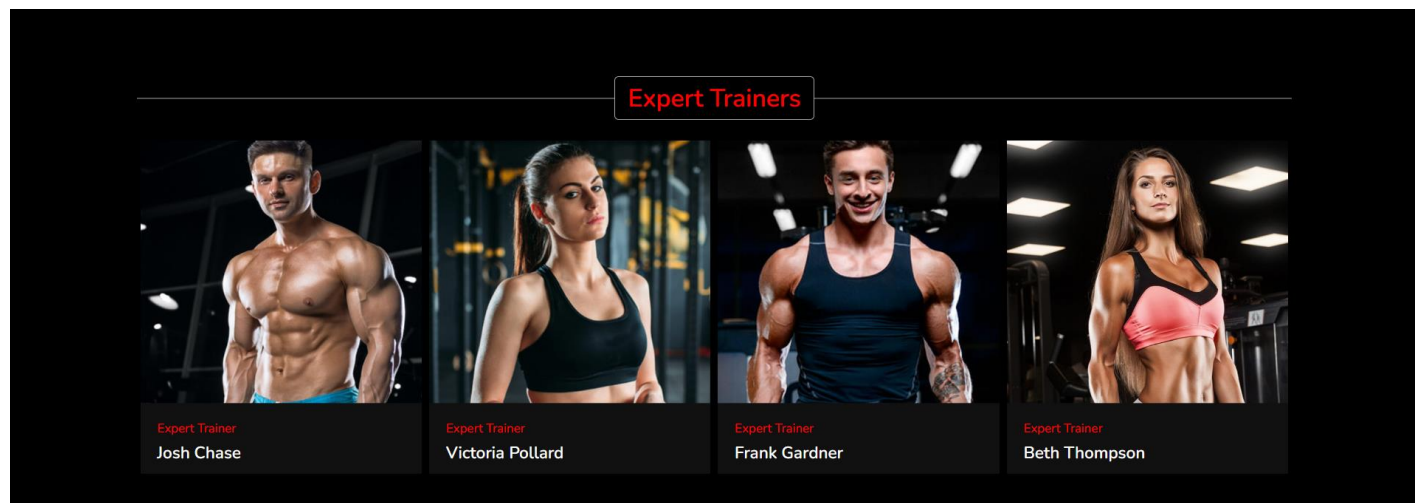 Expert Trainers
Expert Trainer
Josh Chase
Expert Trainer
Victoria Pollard
Expert Trainer
Frank Gardner
Expert Trainer
Beth Thompson